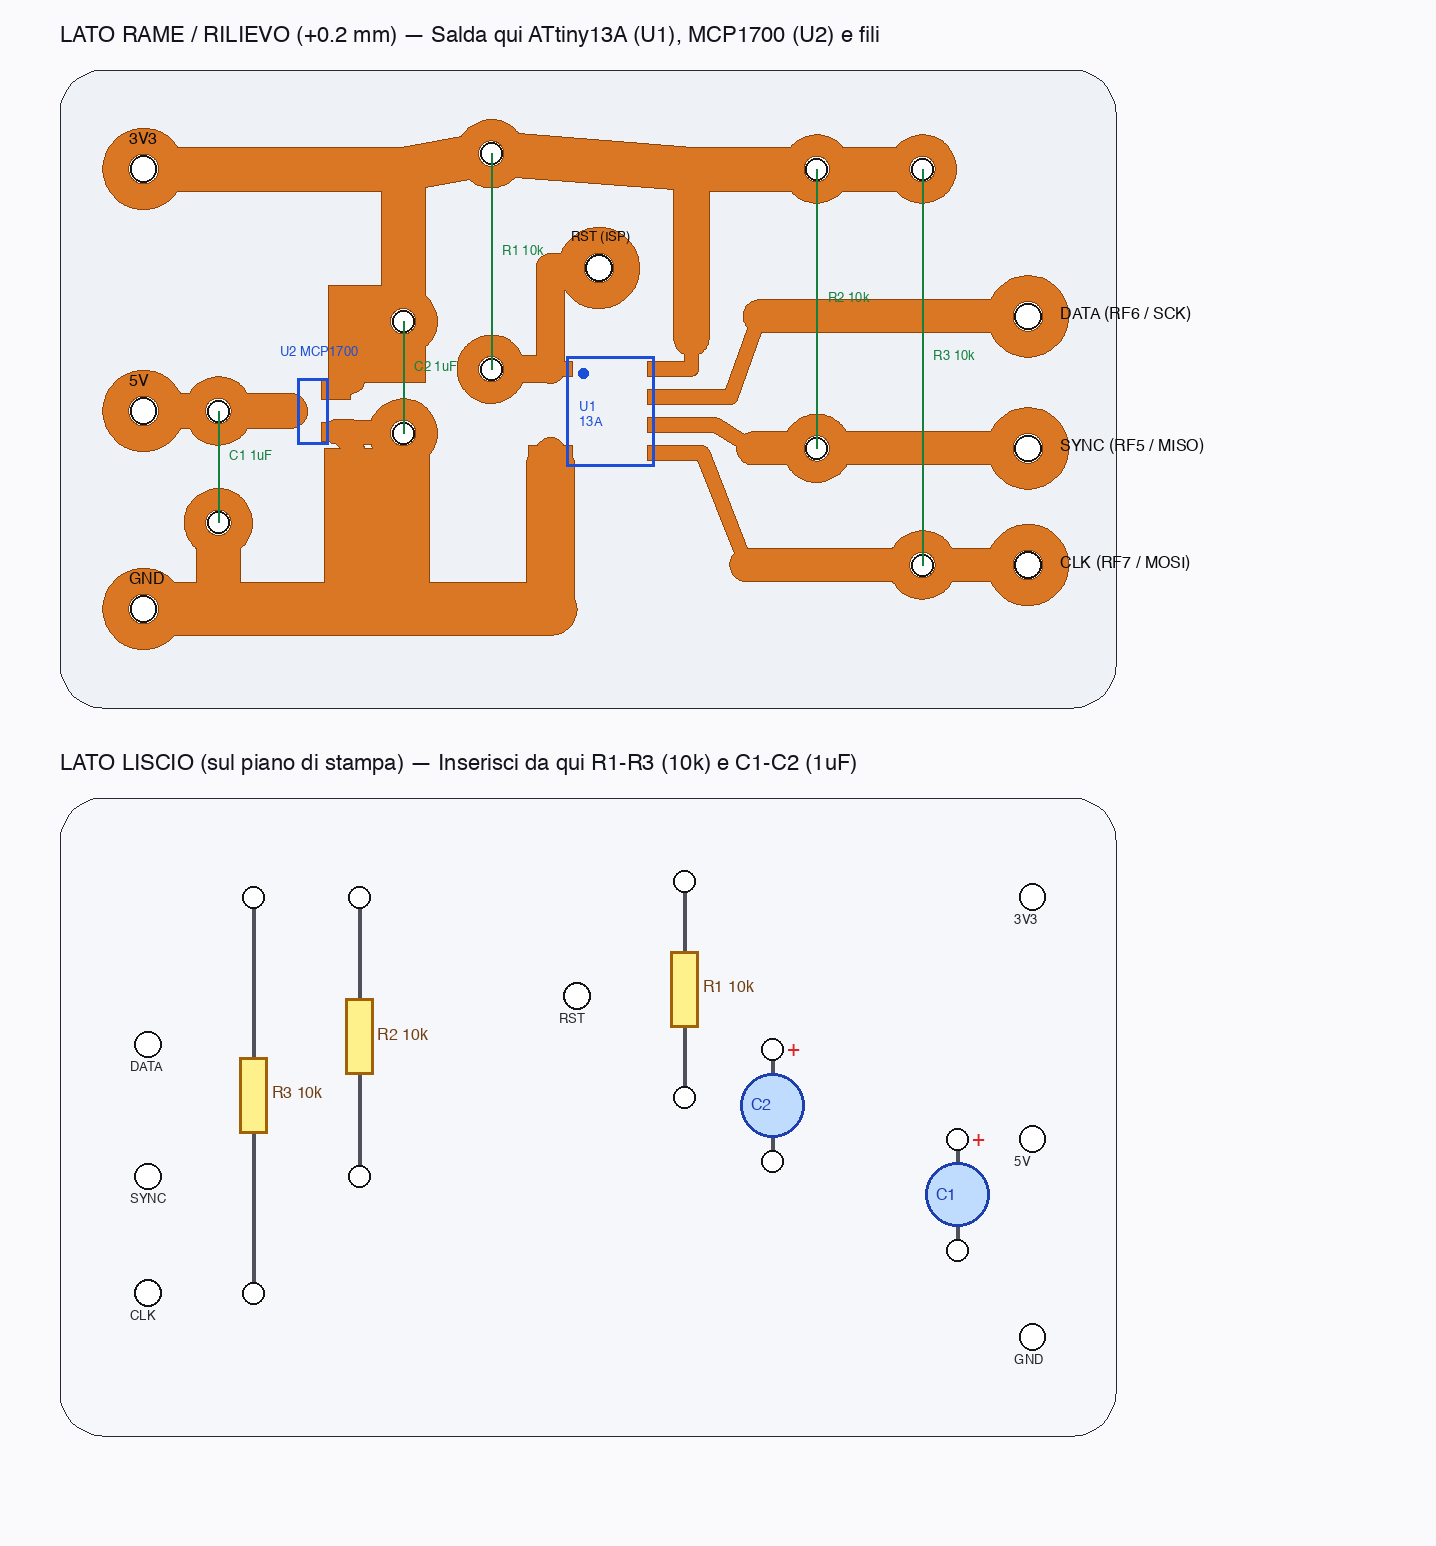 LATO RAME / RILIEVO (+0.2 mm) — Salda qui ATtiny13A (U1), MCP1700 (U2) e fili
3V3
RST (ISP)
R1 10k
R2 10k
DATA (RF6 / SCK)
U2 MCP1700
R3 10k
C2 1uF
5V
U1
13A
SYNC (RF5 / MISO)
C1 1uF
CLK (RF7 / MOSI)
GND
LATO LISCIO (sul piano di stampa) — Inserisci da qui R1-R3 (10k) e C1-C2 (1uF)
3V3
R1 10k
RST
R2 10k
+
DATA
R3 10k
C2
+
5V
SYNC
C1
CLK
GND